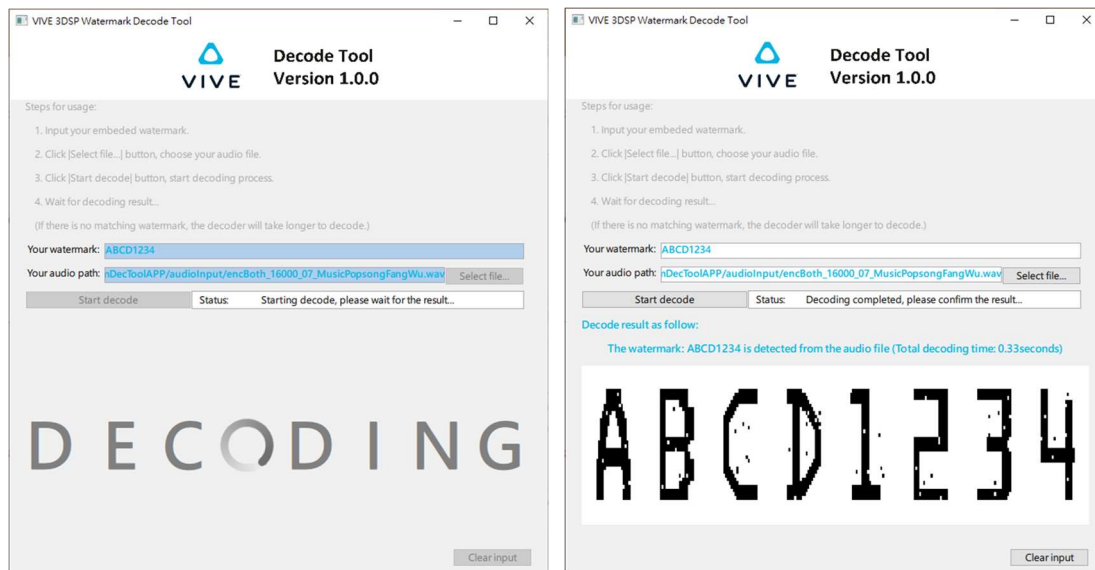 VIVE 3DSP Watermark Decode Tool
VIVE
Decode Tool
Version 1.0.0
Steps for usage:
1. Input your embeded watermark.
2. Click |Select file...| button, choose your audio file.
3. Click |Start decode| button, start decoding process.
4. Wait for decoding result...
(If there is no matching watermark, the decoder will take longer to decode.)
Your watermark: ABCD1234
Your audio path: nDecToolAPP/audioInput/encBoth_16000_07_MusicPopsongFangWu.wav Select file...
Start decode Status: Starting decode, please wait for the result...
DECODING
Clear input
VIVE 3DSP Watermark Decode Tool
VIVE
Decode Tool
Version 1.0.0
Steps for usage:
1. Input your embeded watermark.
2. Click |Select file...| button, choose your audio file.
3. Click |Start decode| button, start decoding process.
4. Wait for decoding result...
(If there is no matching watermark, the decoder will take longer to decode.)
Your watermark: ABCD1234
Your audio path: nDecToolAPP/audioInput/encBoth_16000_07_MusicPopsongFangWu.wav Select file...
Start decode Status: Decoding completed, please confirm the result...
Decode result as follow:
The watermark: ABCD1234 is detected from the audio file (Total decoding time: 0.33seconds)
ABCD1234
Clear input